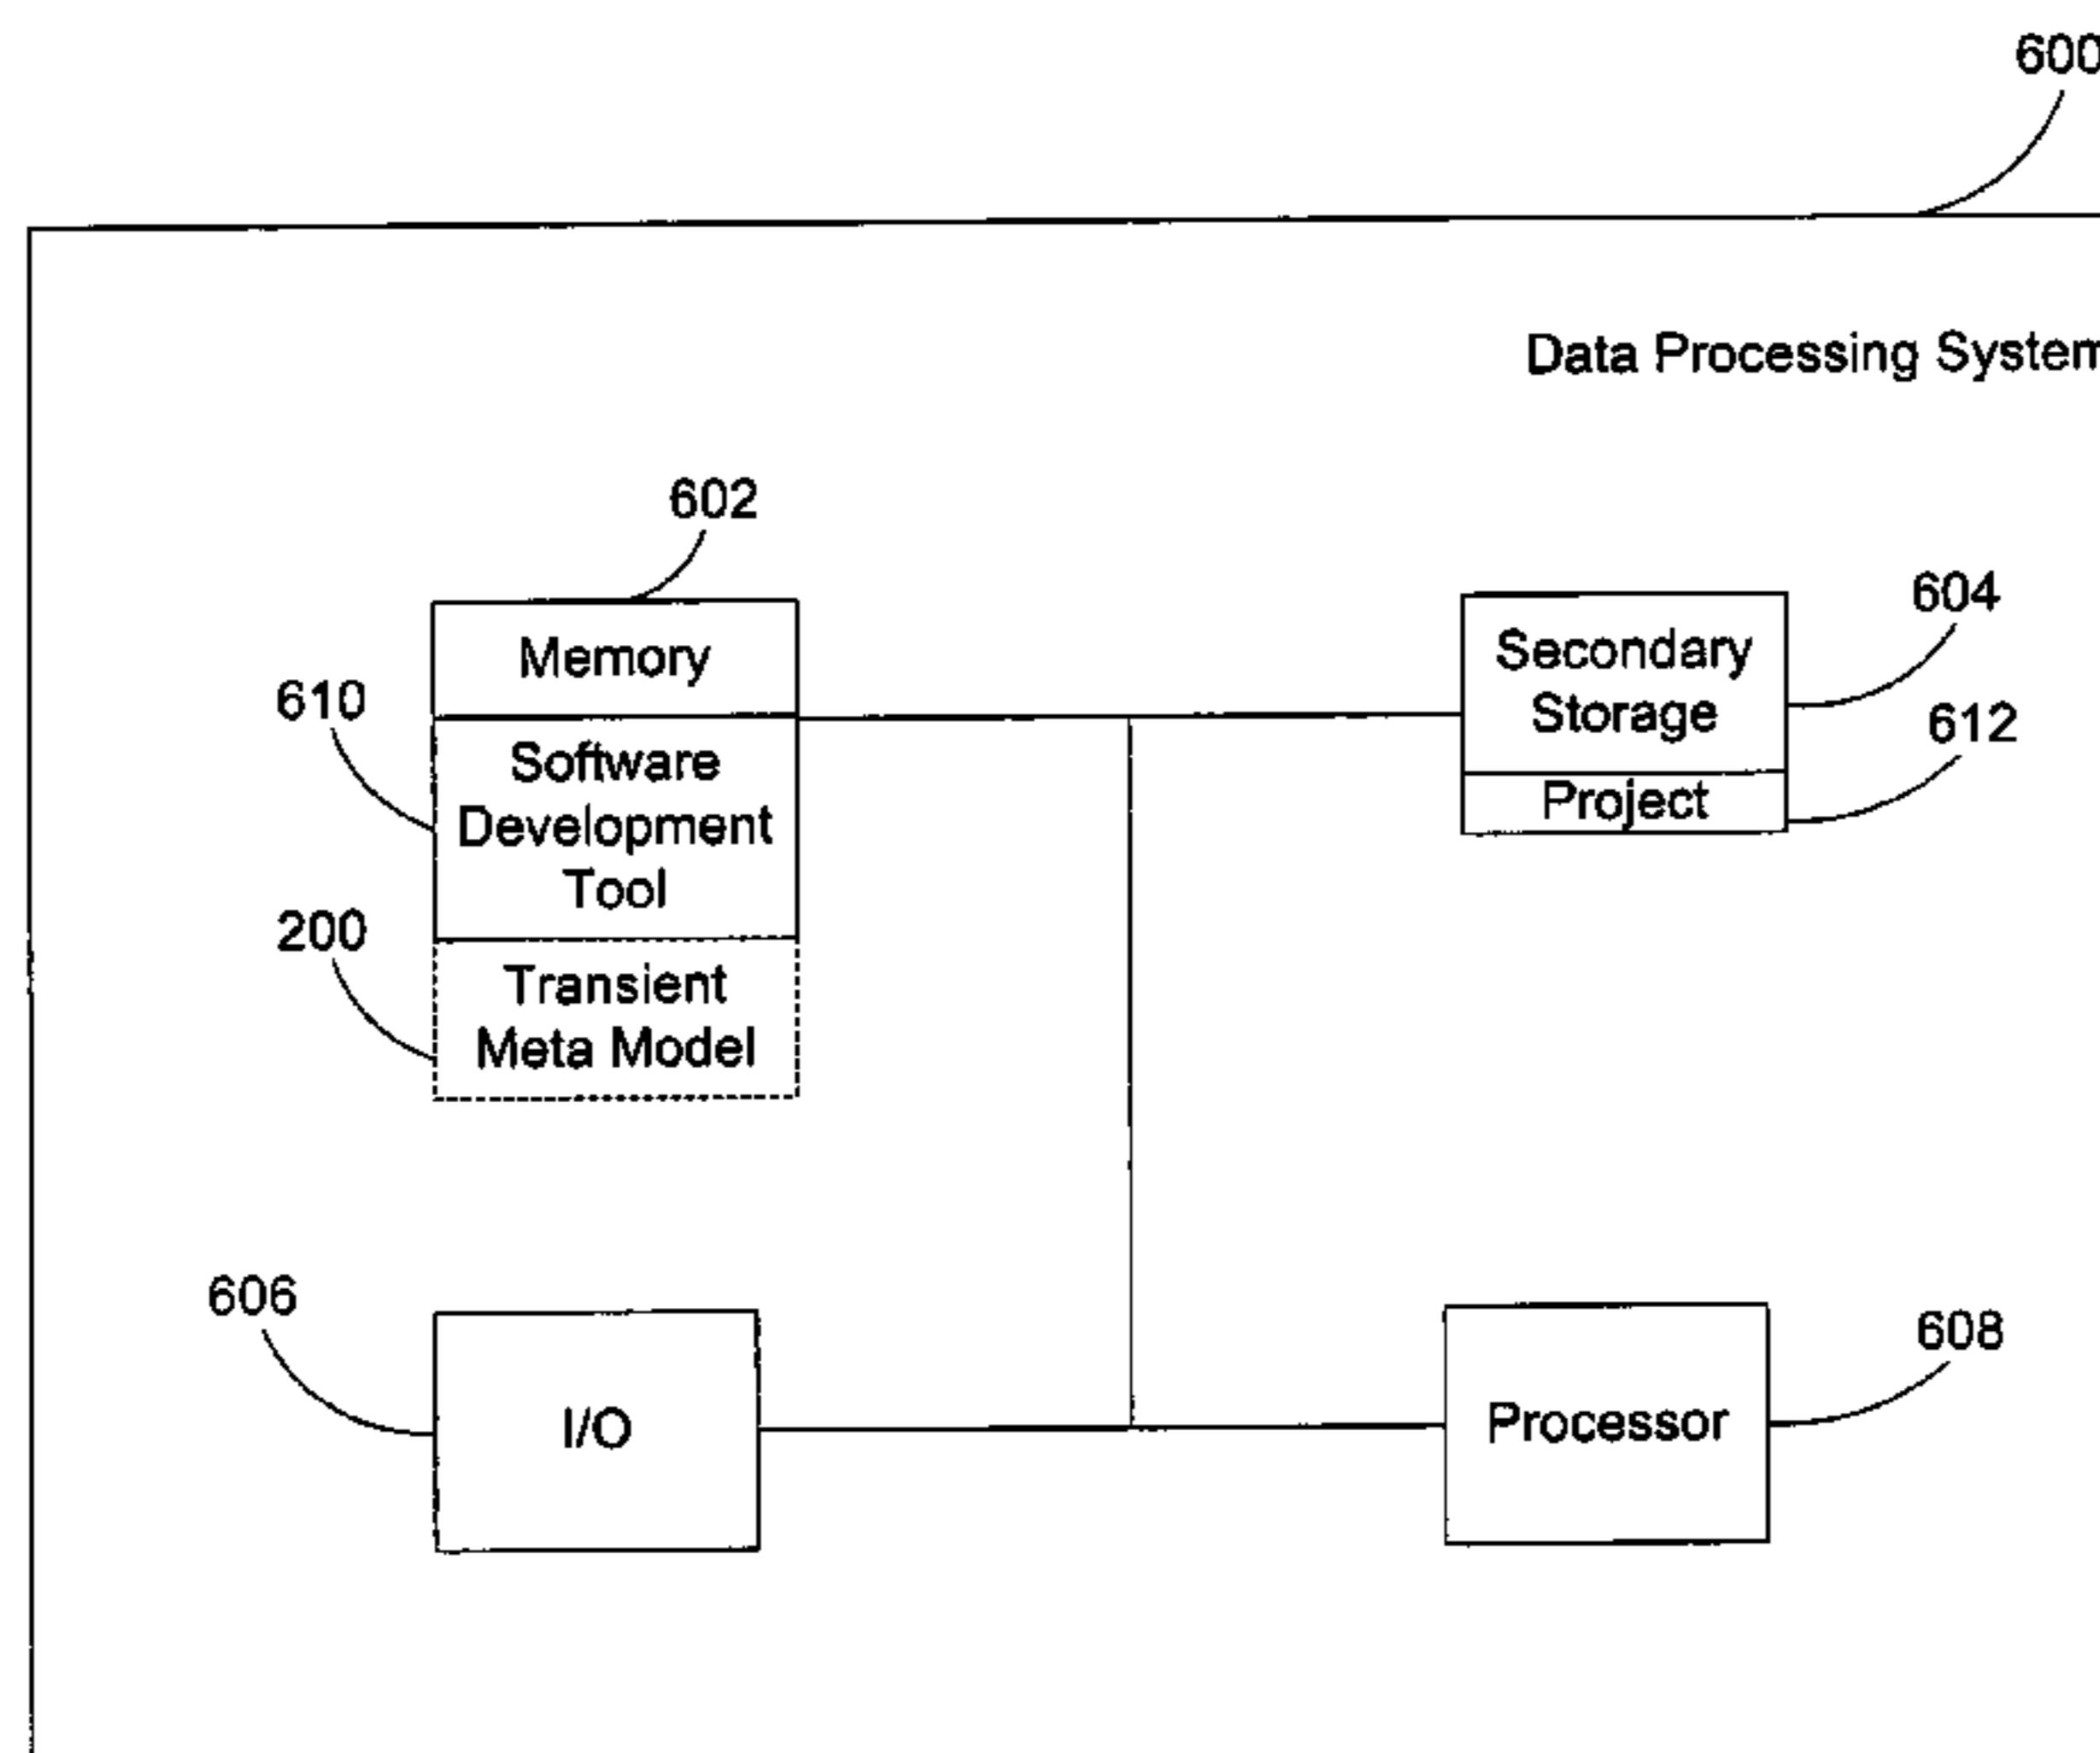 600
Data Processing System
602
604
Memory
Secondary
Storage
610
612
Software
Development
Tool
Project
200
Transient
Meta Model
606
608
I/O
Processor